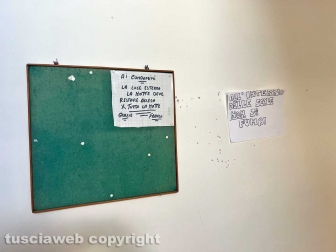 Ai Condomini
LA LUCE ESTERNA
LA NOTTE DEVE
RESTARE ACCESA
X TUTTA LA NOTTE
Grazie
NELLE SCALE
NON SI
FUMA!
tusciaweb copyright